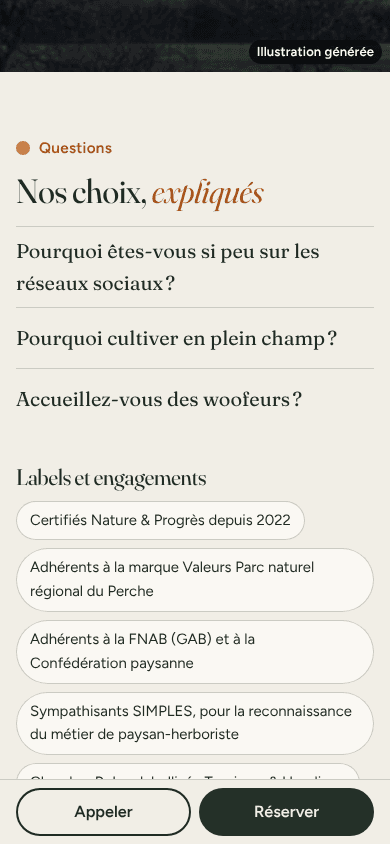 Illustration générée
Questions
Nos choix, expliqués
Pourquoi êtes-vous si peu sur les
réseaux sociaux ?
Pourquoi cultiver en plein champ ?
Accueillez-vous des woofeurs ?
Labels et engagements
Certifiés Nature & Progrès depuis 2022
Adhérents à la marque Valeurs Parc naturel
régional du Perche
Adhérents à la FNAB (GAB) et à la
Confédération paysanne
Sympathisants SIMPLES, pour la reconnaissance
du métier de paysan-herboriste
Appeler
Réserver